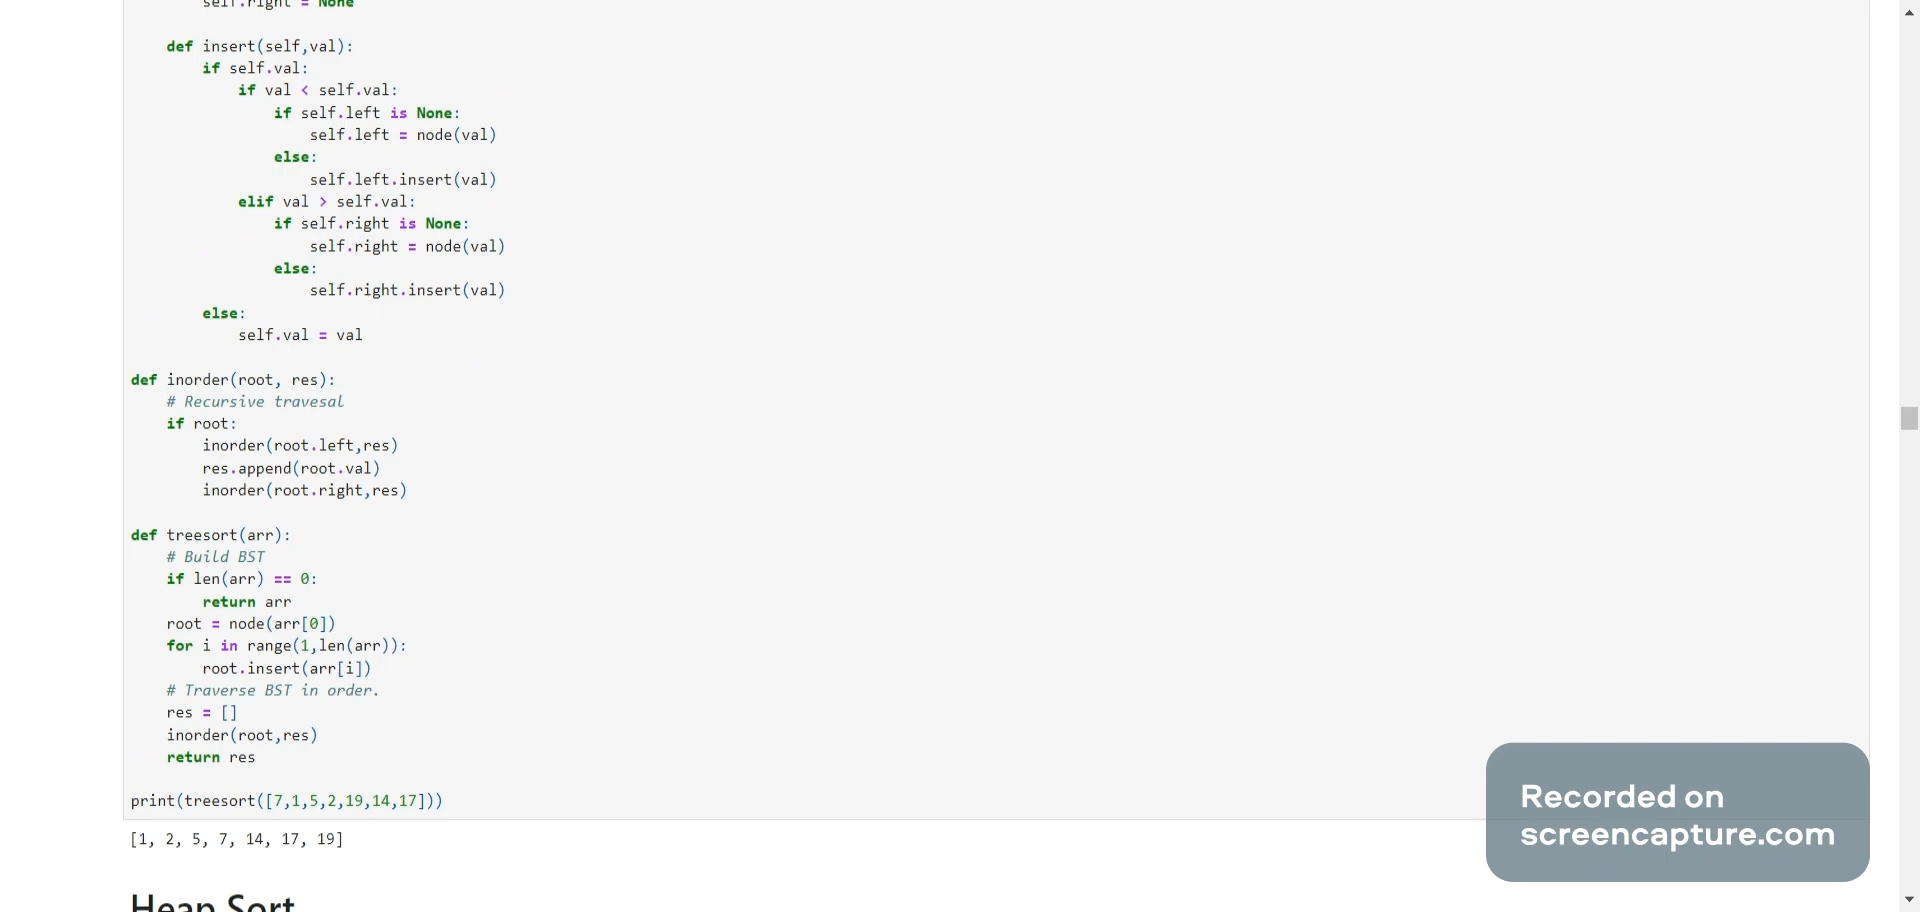 self.right = None
    def insert(self,val):
        if self.val:
            if val < self.val:
                if self.left is None:
                    self.left = node(val)
                else:
                    self.left.insert(val)
            elif val > self.val:
                if self.right is None:
                    self.right = node(val)
                else:
                    self.right.insert(val)
        else:
            self.val = val
def inorder(root, res):
    # Recursive travesal
    if root:
        inorder(root.left,res)
        res.append(root.val)
        inorder(root.right,res)
def treesort(arr):
    # Build BST
    if len(arr) == 0:
        return arr
    root = node(arr[0])
    for i in range(1,len(arr)):
        root.insert(arr[i])
    # Traverse BST in order.
    res = []
    inorder(root,res)
    return res
print(treesort([7,1,5,2,19,14,17]))
[1, 2, 5, 7, 14, 17, 19]
Heap Sort
Recorded on
screencapture.com